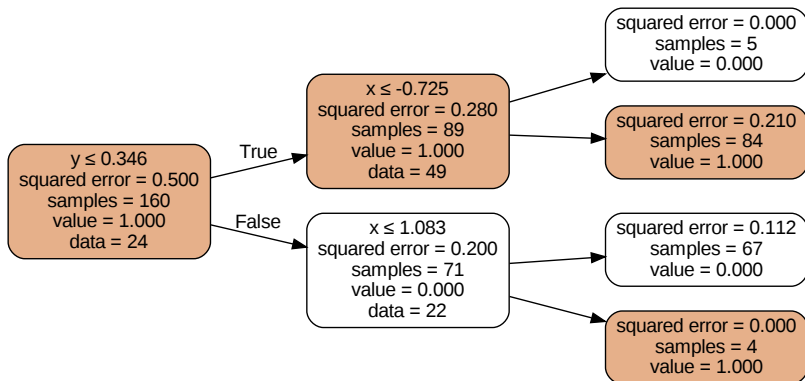 y ≤ 0.346
squared error = 0.500
samples = 160
value = 1.000
data = 24
True
False
x ≤ -0.725
squared error = 0.280
samples = 89
value = 1.000
data = 49
x ≤ 1.083
squared error = 0.200
samples = 71
value = 0.000
data = 22
squared error = 0.000
samples = 5
value = 0.000
squared error = 0.210
samples = 84
value = 1.000
squared error = 0.112
samples = 67
value = 0.000
squared error = 0.000
samples = 4
value = 1.000